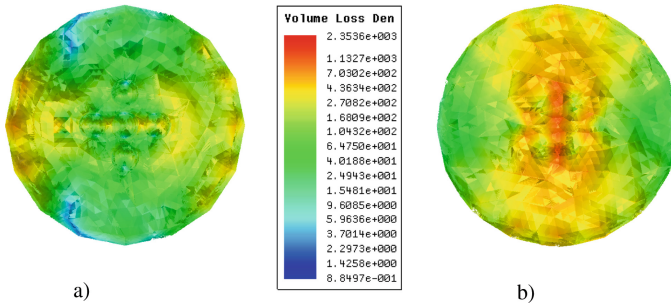 Volume Loss Den
2.3536e+003
1.1327e+003
7.0302e+002
4.3634e+002
2.7082e+002
1.6809e+002
1.0432e+002
6.4750e+001
4.0188e+001
2.4943e+001
1.5481e+001
9.6085e+000
5.9636e+000
3.7014e+000
2.2973e+000
1.4258e+000
8.8497e-001
a)
b)